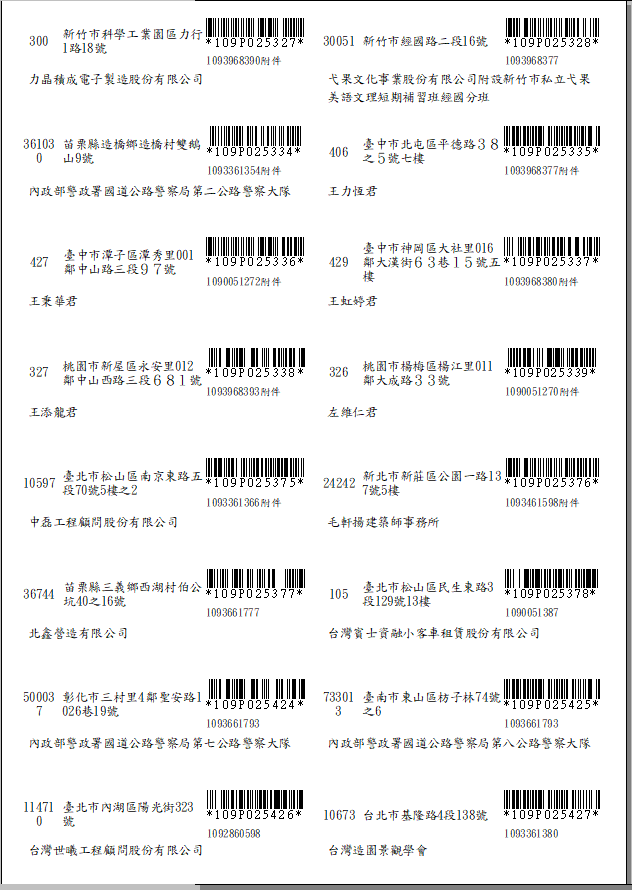 300 新竹市科學工業園區力行
1路18號
*109P025327*
1093968390附件
力晶積成電子製造股份有限公司
30051 新竹市經國路二段16號
*109P025328*
1093968377
弋果文化事業股份有限公司附設新竹市私立弋果
美語文理短期補習班經國分班
36103 苗栗縣造橋鄉造橋村雙鵝
0 山9號
*109P025334*
1093361354附件
內政部警政署國道公路警察局第二公路警察大隊
406 臺中市北屯區平德路38
之5號七樓
*109P025335*
1093968377附件
王力恆君
427 臺中市潭子區潭秀里001
鄰中山路三段97號
*109P025336*
1090051272附件
王秉華君
429 臺中市神岡區大社里016
鄰大漢街63巷15號五
樓
*109P025337*
1093968380附件
王虹婷君
327 桃園市新屋區永安里012
鄰中山西路三段681號
*109P025338*
1093968393附件
王添龍君
326 桃園市楊梅區楊江里011
鄰大成路33號
*109P025339*
1090051270附件
左維仁君
10597 臺北市松山區南京東路五
段70號5樓之2
*109P025375*
1093361366附件
中磊工程顧問股份有限公司
24242 新北市新莊區公園一路13
7號5樓
*109P025376*
1093461598附件
毛軒揚建築師事務所
36744 苗栗縣三義鄉西湖村伯公
坑40之16號
*109P025377*
1093661777
北鑫營造有限公司
105 臺北市松山區民生東路3
段129號13樓
*109P025378*
1090051387
台灣賓士資融小客車租賃股份有限公司
50003 彰化市三村里4鄰聖安路1
7 026巷19號
*109P025424*
1093661793
內政部警政署國道公路警察局第七公路警察大隊
73301 臺南市東山區枋子林74號
3 之6
*109P025425*
1093661793
內政部警政署國道公路警察局第八公路警察大隊
11471 臺北市內湖區陽光街323
0 號
*109P025426*
1092860598
台灣世曦工程顧問股份有限公司
10673 台北市基隆路4段138號
*109P025427*
1093361380
台灣造園景觀學會